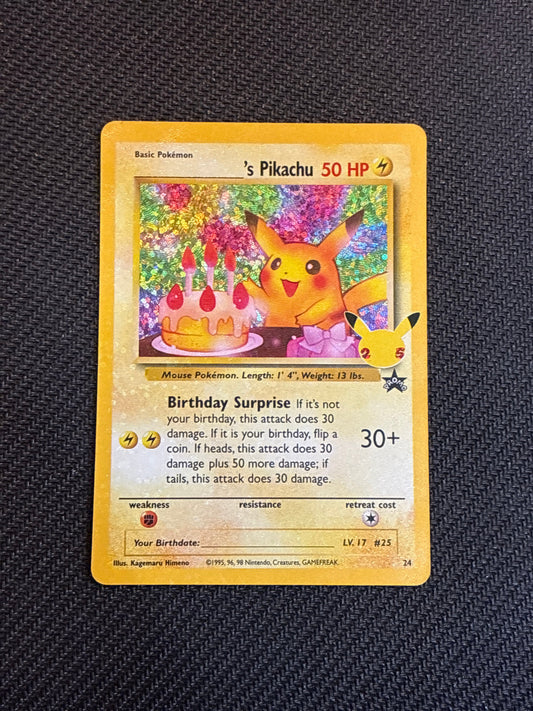 Basic Pokémon
's Pikachu 50 HP
25
PROMO
Mouse Pokémon. Length: 1' 4", Weight: 13 lbs.
Birthday Surprise If it's not
your birthday, this attack does 30
damage. If it is your birthday, flip a
coin. If heads, this attack does 30
damage plus 50 more damage; if
tails, this attack does 30 damage.
30+
weakness resistance retreat cost
Your Birthdate: LV. 17 #25
Illus. Kagemaru Himeno ©1995, 96, 98 Nintendo, Creatures, GAMEFREAK. 24